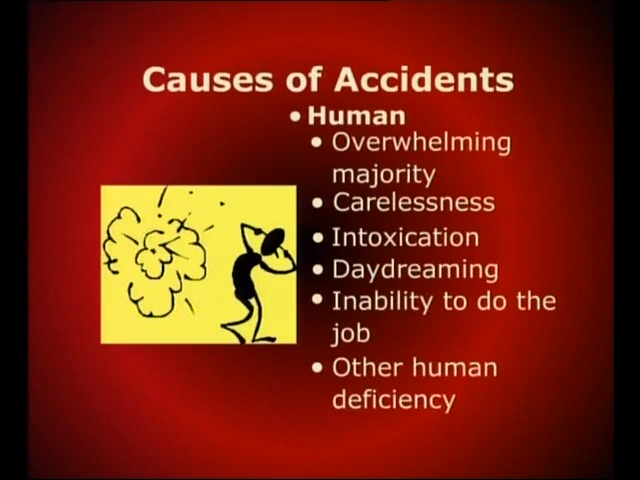 Causes of Accidents
• Human
• Overwhelming
majority
• Carelessness
• Intoxication
• Daydreaming
• Inability to do the
job
• Other human
deficiency